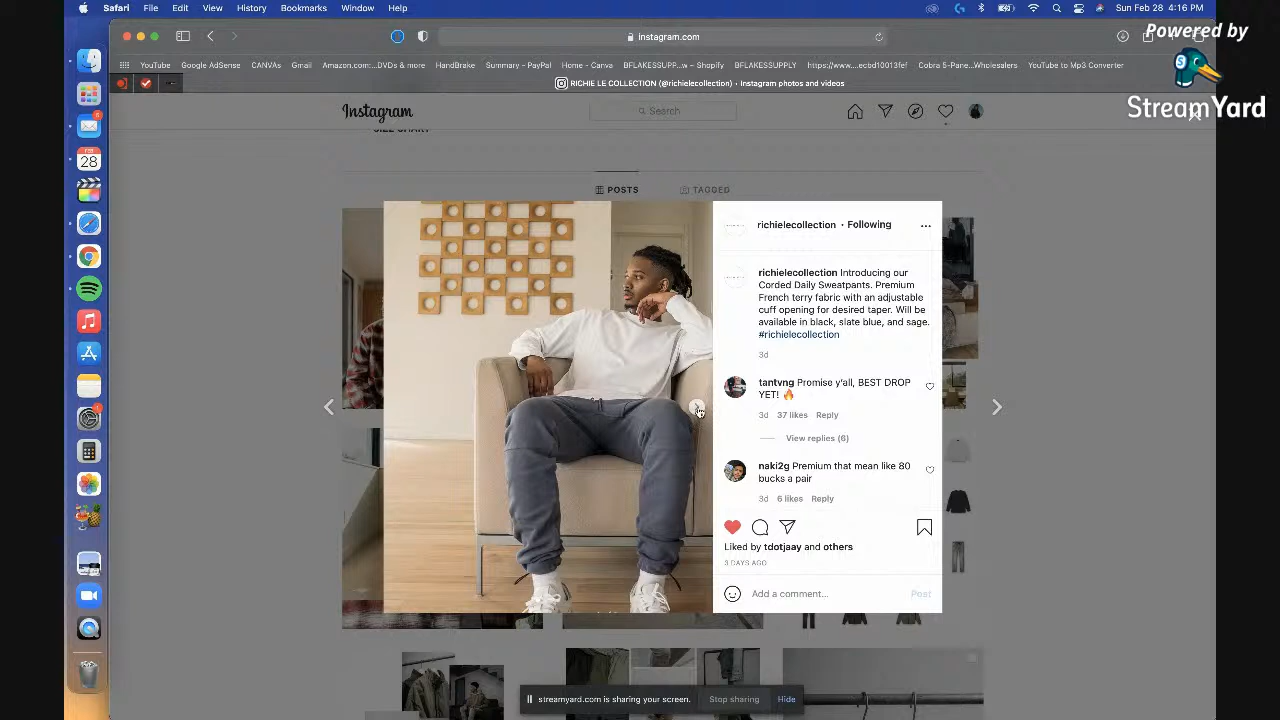 Safari File Edit View History Bookmarks Window Help
Sun Feb 28 4:16 PM
Powered by
StreamYard
instagram.com
YouTube Google AdSense CANVAs Gmail Amazon.com:...DVDs & more HandBrake Summary - PayPal Home - Canva BFLAKESSUPP...w - Shopify BFLAKESSUPPLY https://www....ecbd10013fef Cobra 5-Pane...Wholesalers YouTube to Mp3 Converter
RICHIE LE COLLECTION (@richielecollection) • Instagram photos and videos
Instagram
Search
SIZE CHART
POSTS TAGGED
richielecollection • Following
richielecollection Introducing our
Corded Daily Sweatpants. Premium
French terry fabric with an adjustable
cuff opening for desired taper. Will be
available in black, slate blue, and sage.
#richielecollection
3d
tantvng Promise y'all, BEST DROP
YET! 🔥
3d 37 likes Reply
View replies (6)
naki2g Premium that mean like 80
bucks a pair
3d 6 likes Reply
Liked by tdotjaay and others
3 DAYS AGO
Add a comment... Post
streamyard.com is sharing your screen. Stop sharing Hide
28